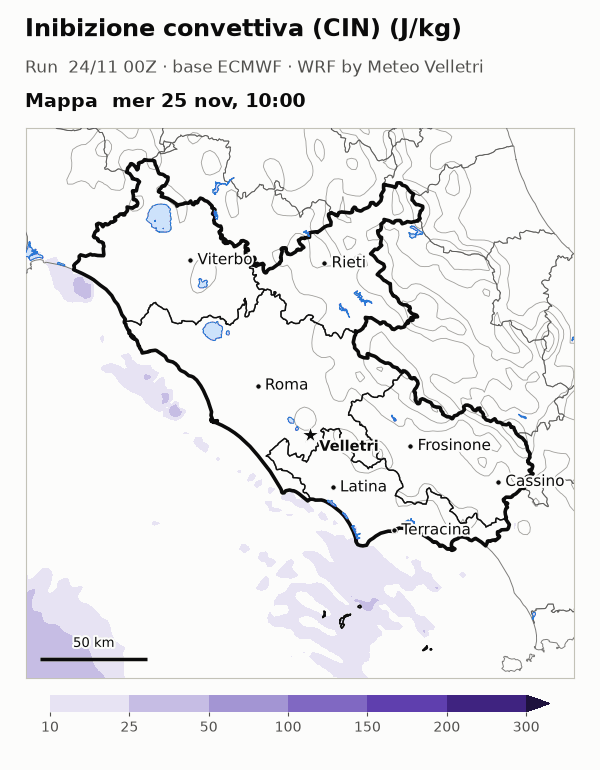 Inibizione convettiva (CIN) (J/kg)
Run  24/11 00Z · base ECMWF · WRF by Meteo Velletri
Mappa  mer 25 nov, 10:00
Viterbo
Rieti
Roma
Velletri
Frosinone
Cassino
Latina
Terracina
50 km
10 25 50 100 150 200 300